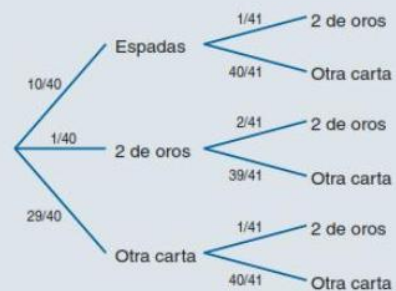 1/41
2 de oros
Espadas
40/41
Otra carta
10/40
2/41
2 de oros
1/40
2 de oros
39/41
Otra carta
29/40
1/41
2 de oros
Otra carta
40/41
Otra carta